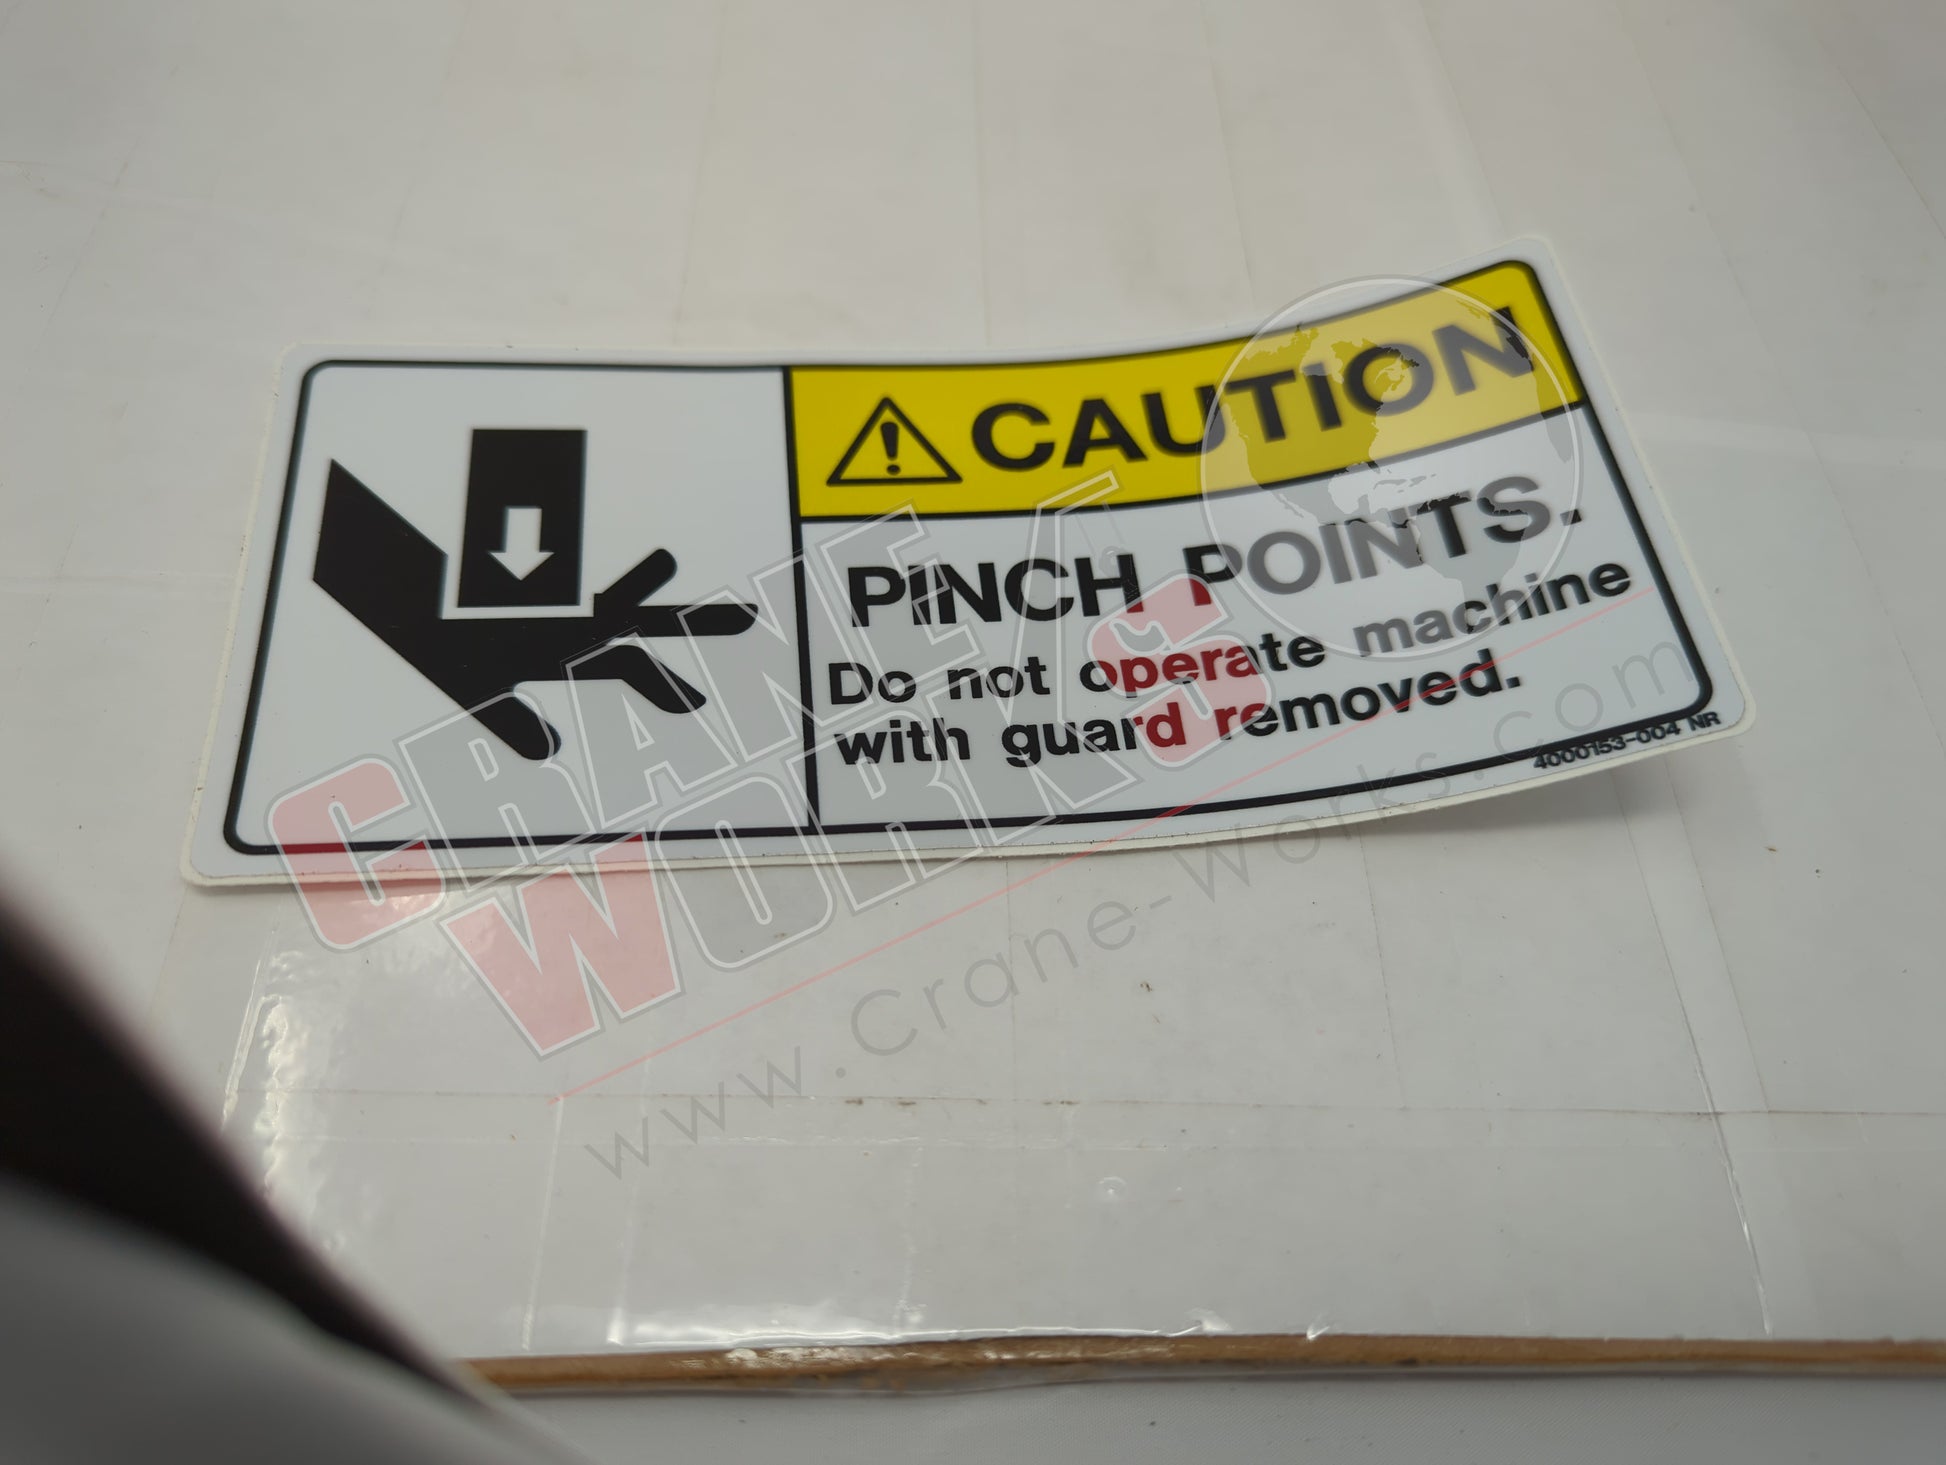 CAUTION
PINCH POINTS.
Do not operate machine
with guard removed.
4000153-004 NR
CRANE
WORKS
www.Crane-Works.com